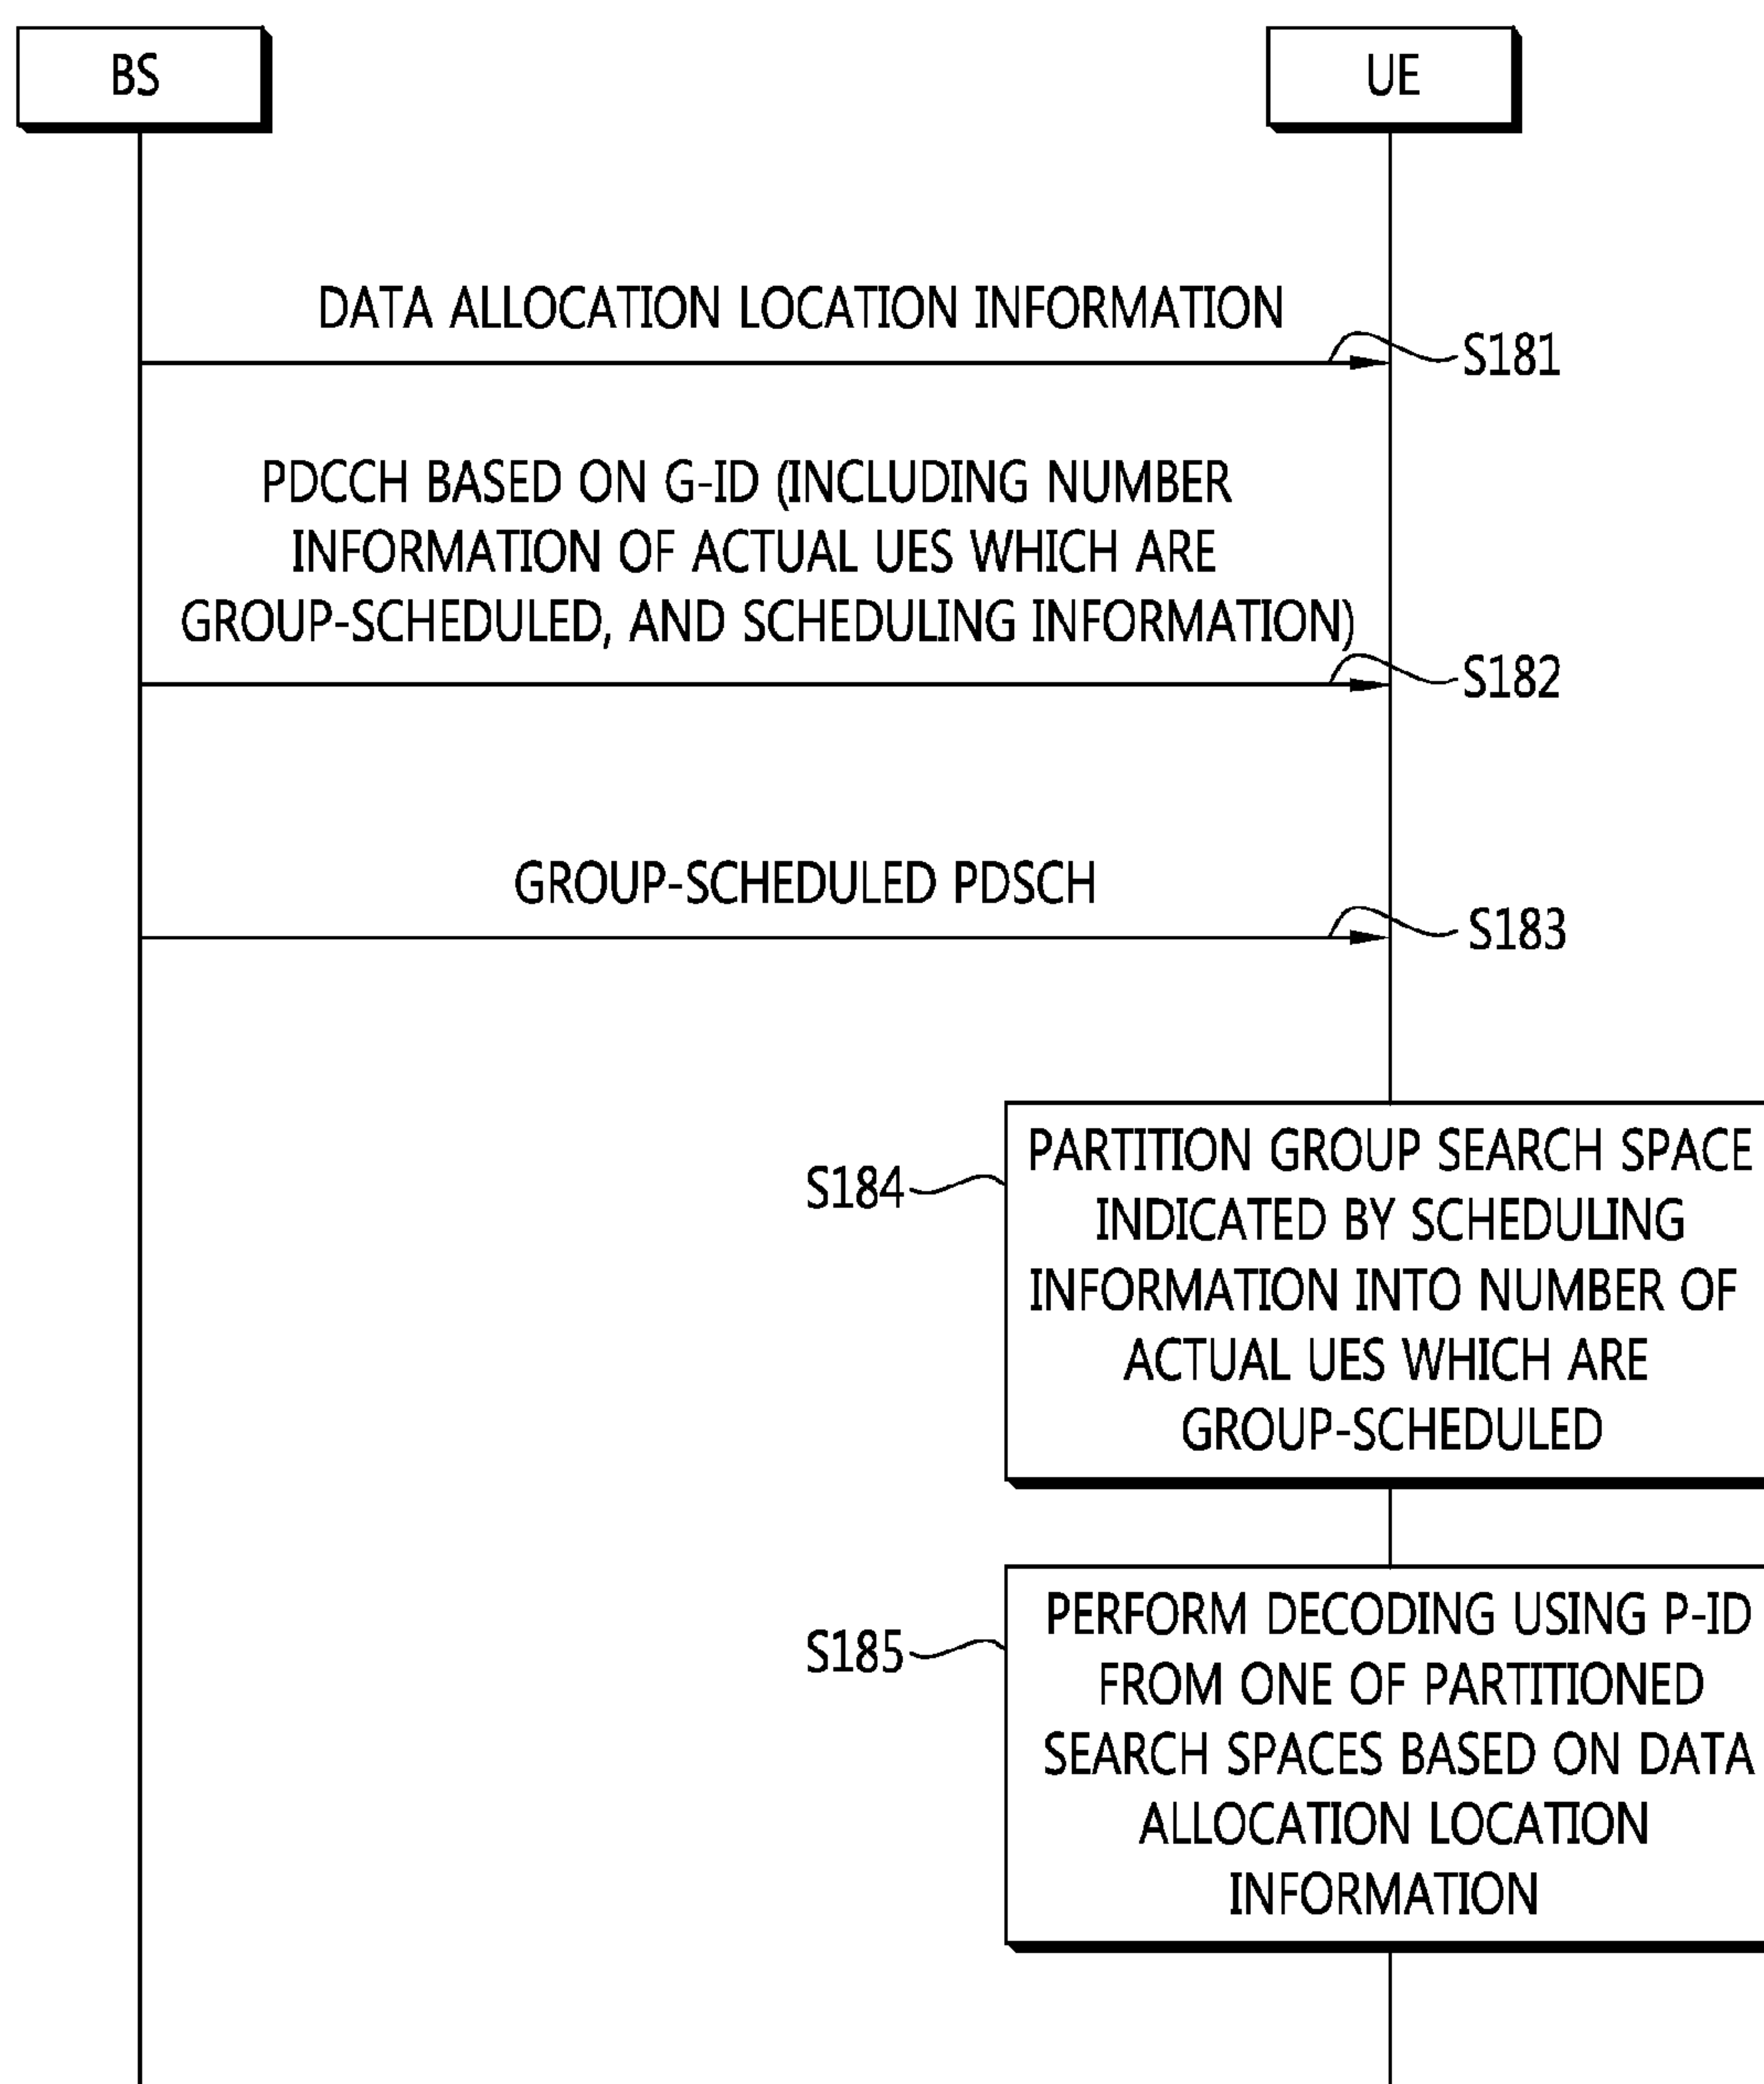 BS
UE
DATA ALLOCATION LOCATION INFORMATION
S181
PDCCH BASED ON G-ID (INCLUDING NUMBER
INFORMATION OF ACTUAL UES WHICH ARE
GROUP-SCHEDULED, AND SCHEDULING INFORMATION)
S182
GROUP-SCHEDULED PDSCH
S183
S184
PARTITION GROUP SEARCH SPACE
INDICATED BY SCHEDULING
INFORMATION INTO NUMBER OF
ACTUAL UES WHICH ARE
GROUP-SCHEDULED
S185
PERFORM DECODING USING P-ID
FROM ONE OF PARTITIONED
SEARCH SPACES BASED ON DATA
ALLOCATION LOCATION
INFORMATION